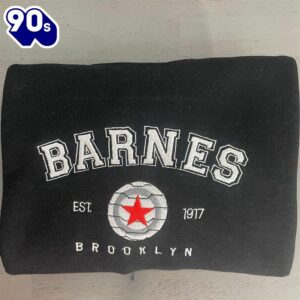 90s
BARNES
EST. 1917
BROOKLYN